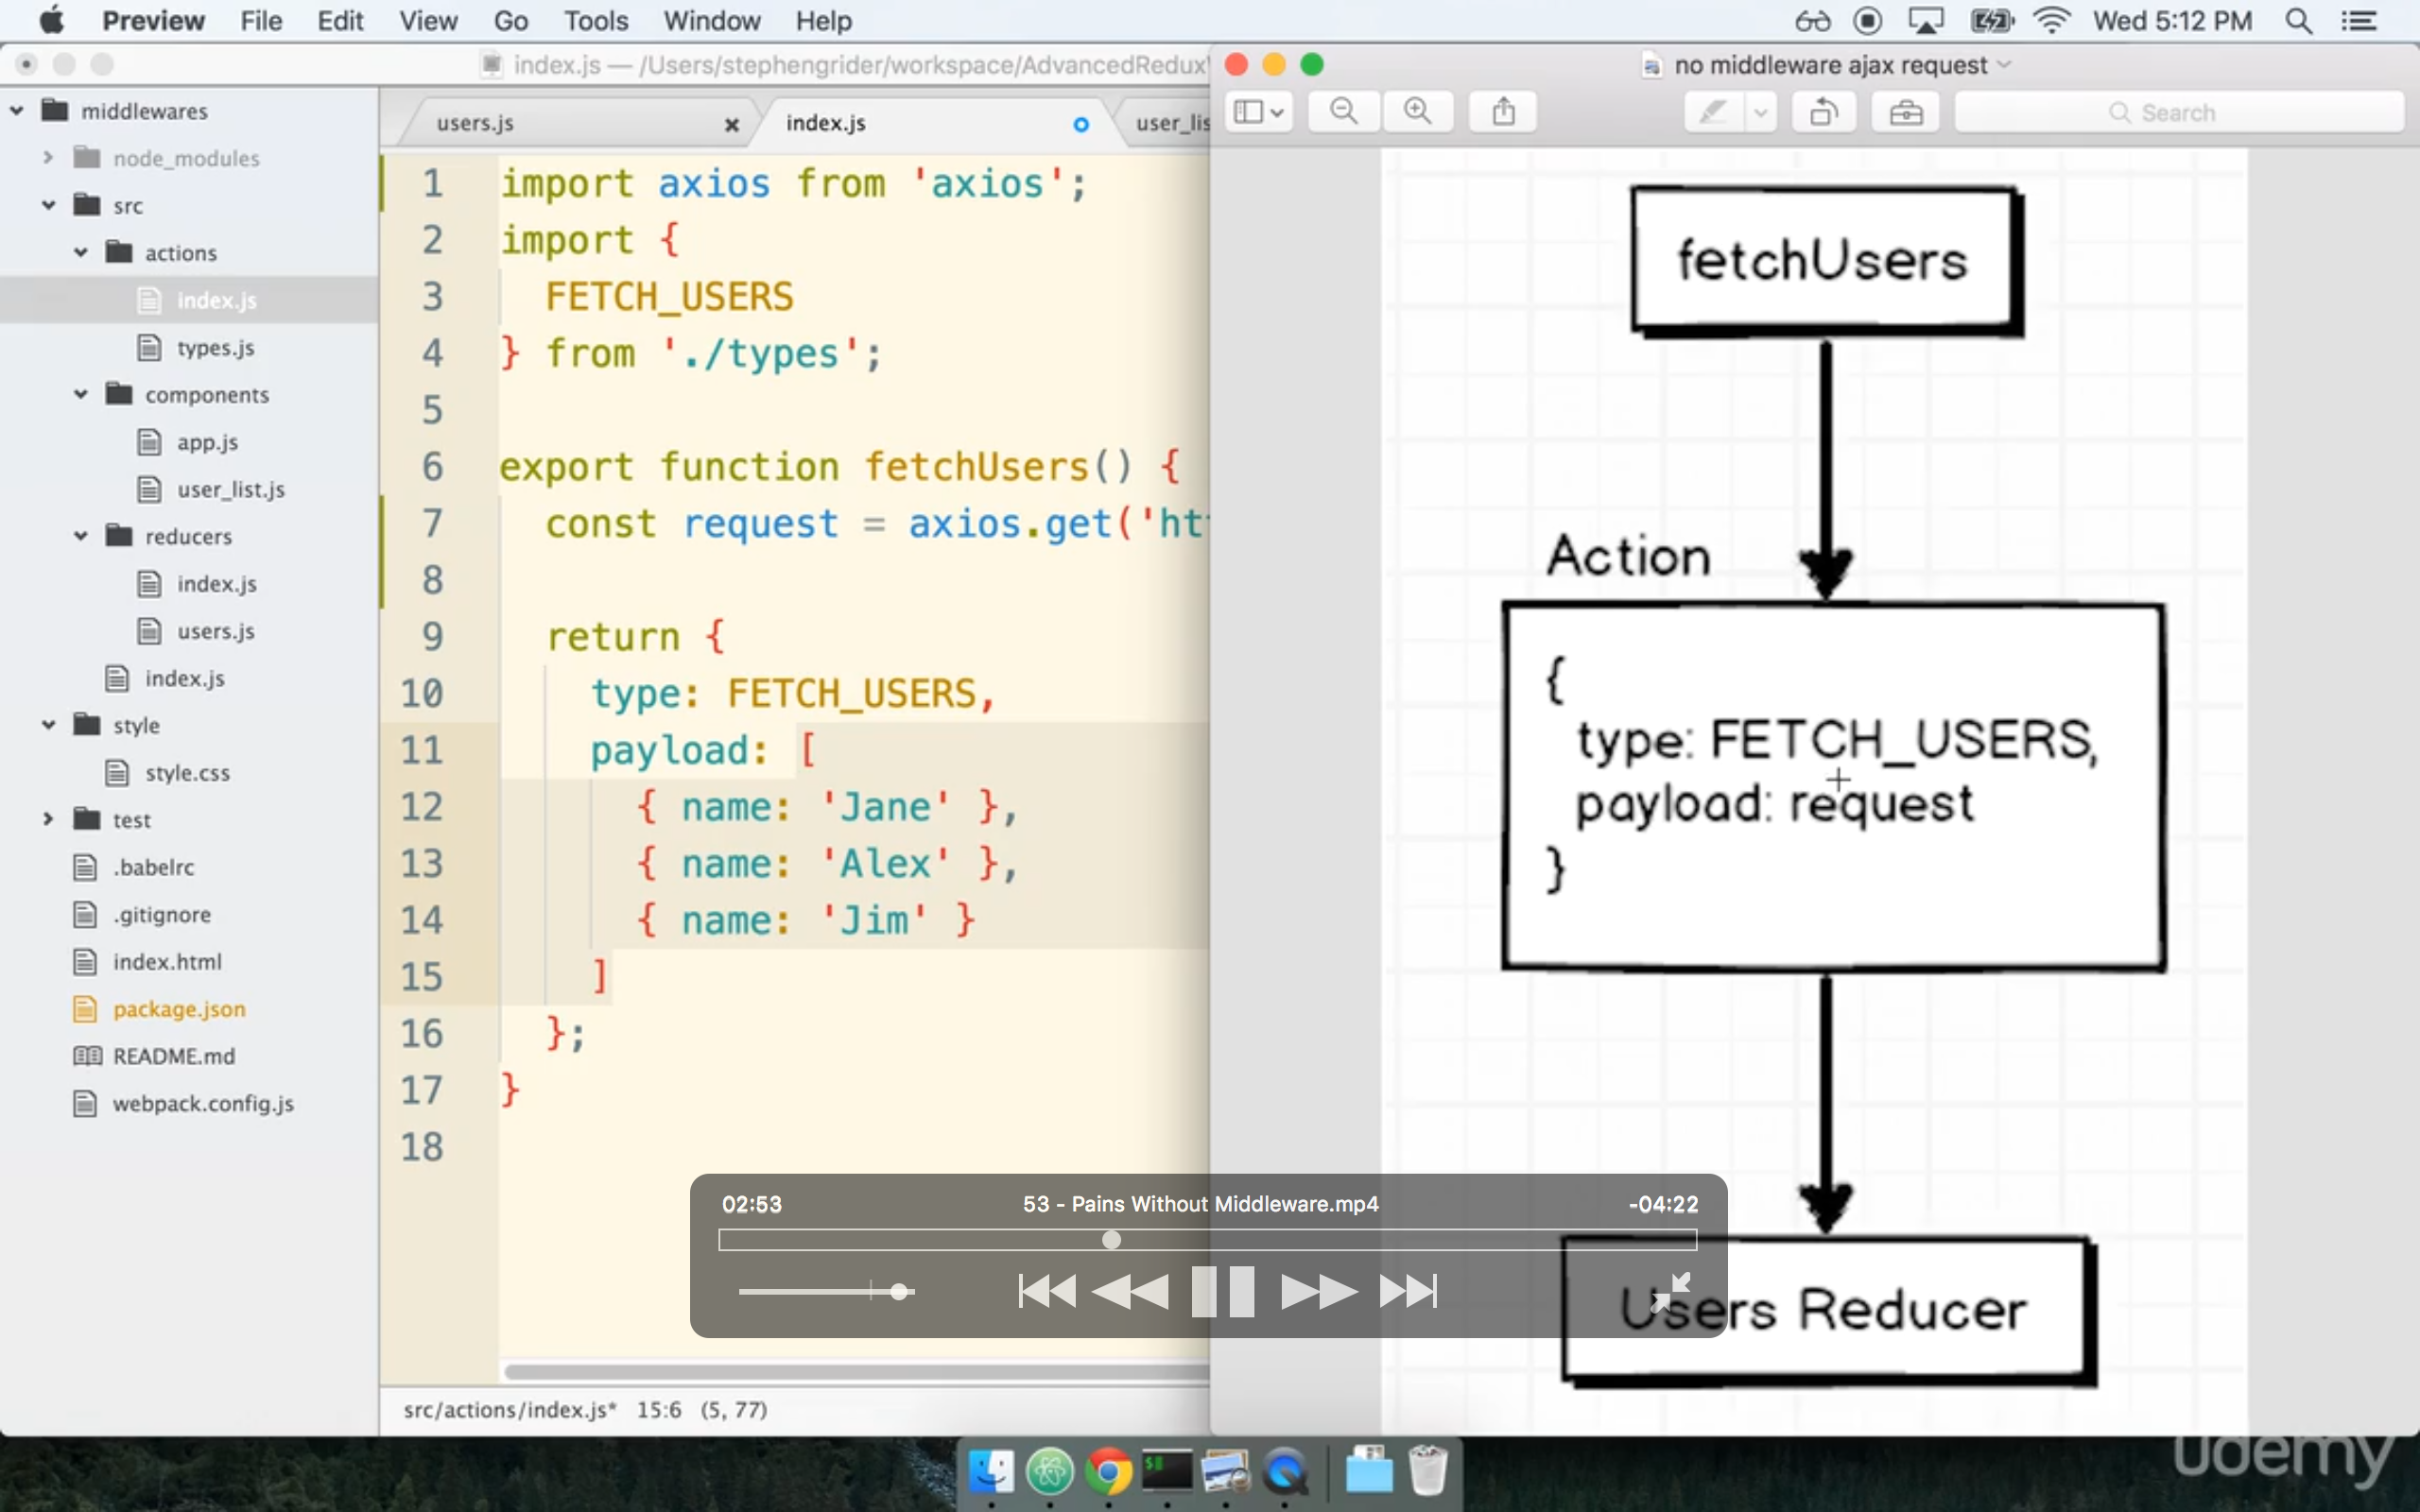 Preview File Edit View Go Tools Window Help
Wed 5:12 PM
index.js — /Users/stephengrider/workspace/AdvancedRedux
middlewares
node_modules
src
actions
index.js
types.js
components
app.js
user_list.js
reducers
index.js
users.js
index.js
style
style.css
test
.babelrc
.gitignore
index.html
package.json
README.md
webpack.config.js
users.js
index.js
user_lis
1 import axios from 'axios';
2 import {
3 FETCH_USERS
4 } from './types';
5
6 export function fetchUsers() {
7 const request = axios.get('ht
8
9 return {
10 type: FETCH_USERS,
11 payload: [
12 { name: 'Jane' },
13 { name: 'Alex' },
14 { name: 'Jim' }
15 ]
16 };
17 }
18
src/actions/index.js* 15:6 (5, 77)
no middleware ajax request
Search
fetchUsers
Action
{
type: FETCH_USERS,
payload: request
}
Users Reducer
02:53 53 - Pains Without Middleware.mp4 -04:22
$
udemy